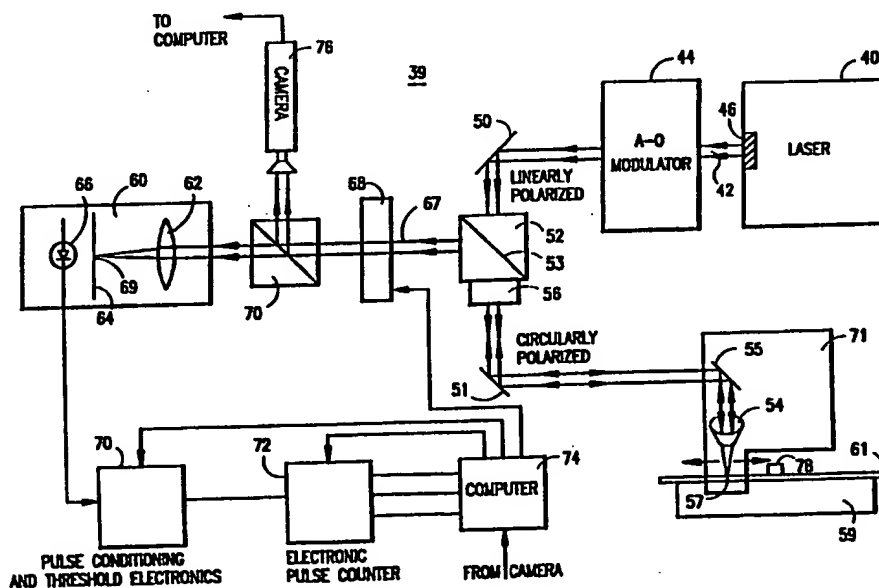 TO
COMPUTER
76
CAMERA
39
44
40
50
46
A-O
MODULATOR
LASER
42
LINEARLY
POLARIZED
66
60
62
68
67
52
53
56
69
64
70
CIRCULARLY
POLARIZED
51
55
71
54
78
61
57
59
70
72
74
COMPUTER
PULSE CONDITIONING
AND THRESHOLD ELECTRONICS
ELECTRONIC
PULSE COUNTER
FROM CAMERA